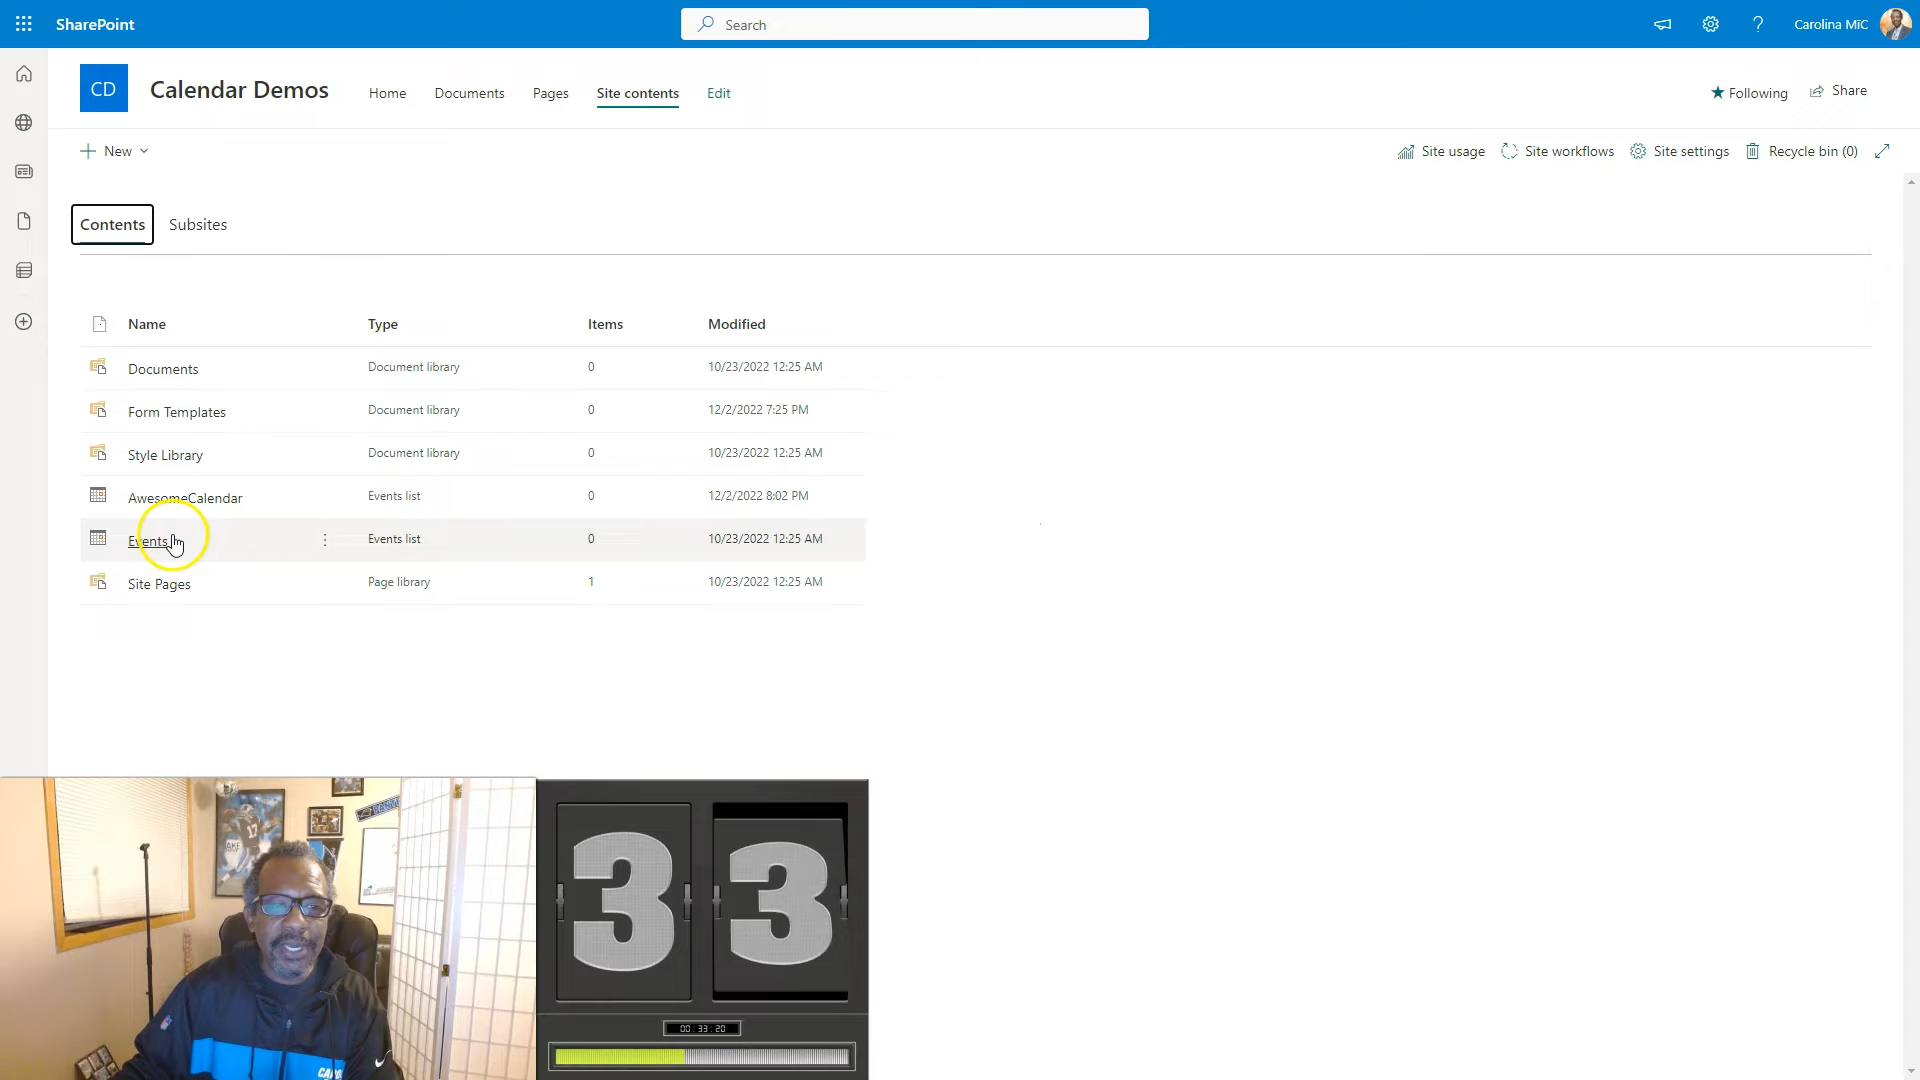 SharePoint
Search
Carolina MiC
CD
Calendar Demos
Home
Documents
Pages
Site contents
Edit
Following
Share
New
Site usage
Site workflows
Site settings
Recycle bin (0)
Contents
Subsites
Name Type Items Modified
Documents Document library 0 10/23/2022 12:25 AM
Form Templates Document library 0 12/2/2022 7:25 PM
Style Library Document library 0 10/23/2022 12:25 AM
AwesomeCalendar Events list 0 12/2/2022 8:02 PM
Events Events list 0 10/23/2022 12:25 AM
Site Pages Page library 1 10/23/2022 12:25 AM
17
33
00:33:20